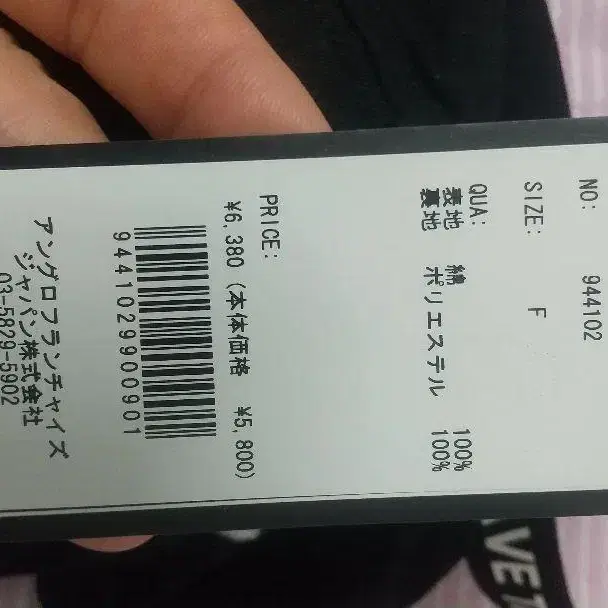 NO: 944102
SIZE: F
QUA:
表地 綿 100%
裏地 ポリエステル 100%
PRICE:
¥6,380 (本体価格 ¥5,800)
9441029900901
アングロフランチャイズ
ジャパン株式会社
03-5829-5902